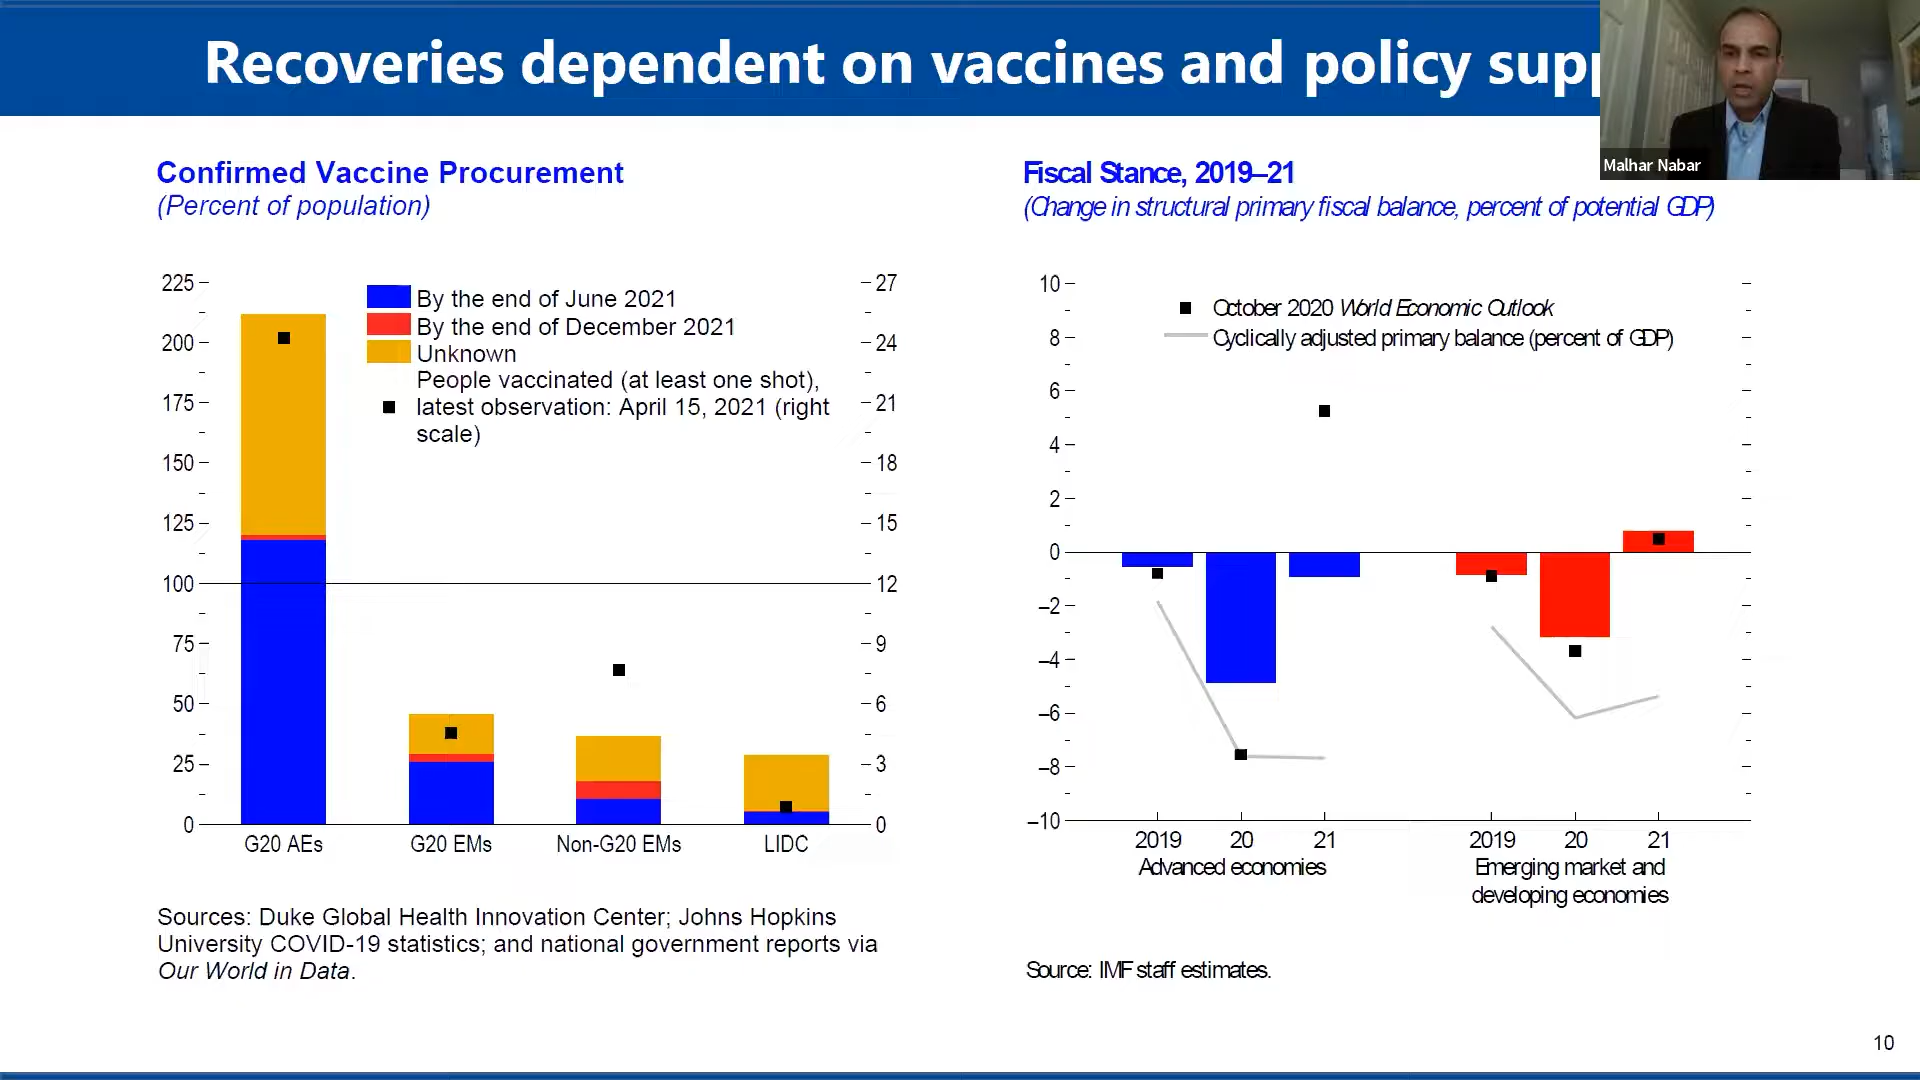 Recoveries dependent on vaccines and policy supp
Malhar Nabar
Confirmed Vaccine Procurement
(Percent of population)
225
200
175
150
125
100
75
50
25
0
27
24
21
18
15
12
9
6
3
0
By the end of June 2021
By the end of December 2021
Unknown
People vaccinated (at least one shot),
latest observation: April 15, 2021 (right
scale)
G20 AEs
G20 EMs
Non-G20 EMs
LIDC
Sources: Duke Global Health Innovation Center; Johns Hopkins
University COVID-19 statistics; and national government reports via
Our World in Data.
Fiscal Stance, 2019–21
(Change in structural primary fiscal balance, percent of potential GDP)
10
8
6
4
2
0
–2
–4
–6
–8
–10
October 2020 World Economic Outlook
Cyclically adjusted primary balance (percent of GDP)
2019 20 21
Advanced economies
2019 20 21
Emerging market and
developing economies
Source: IMF staff estimates.
10